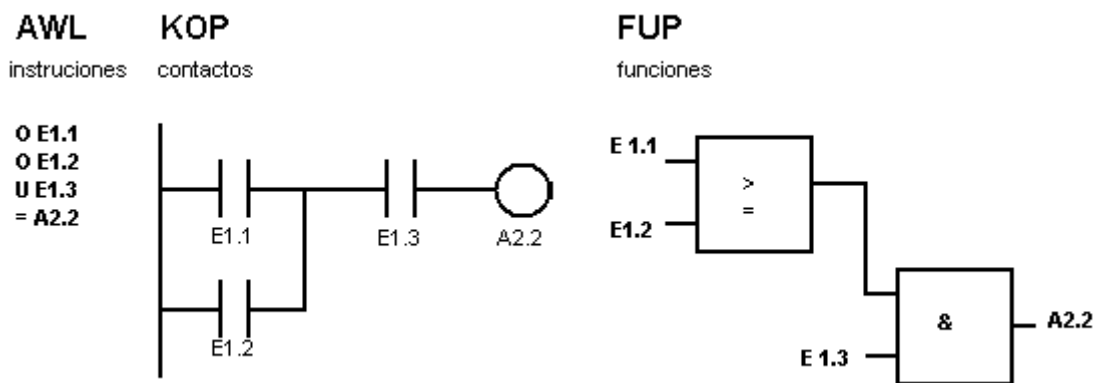 AWL
instruciones
O E1.1
O E1.2
U E1.3
= A2.2
KOP
contactos
E1.1
E1.3
A2.2
E1.2
FUP
funciones
E 1.1
E1.2
>
=
E 1.3
&
A2.2